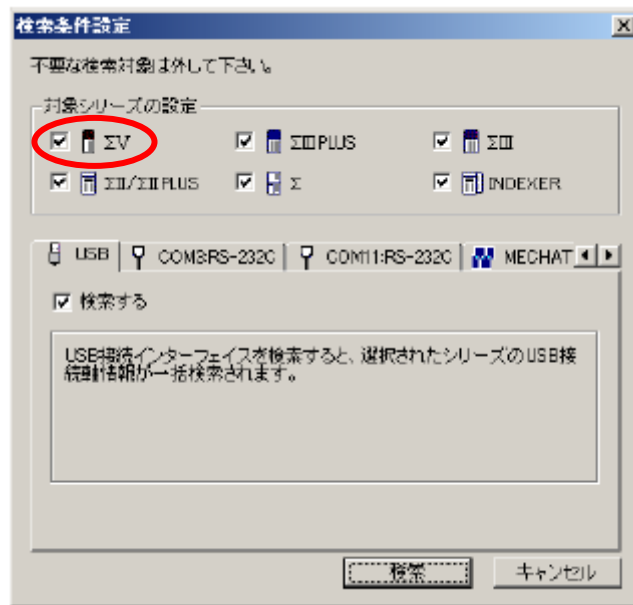 検索条件設定
不要な検索対象は外して下さい。
対象シリーズの設定
ΣV ΣIIIPLUS ΣIII
ΣII/ΣIIPLUS Σ INDEXER
USB COM3:RS-232C COM11:RS-232C MECHAT
検索する
USB接続インターフェイスを検索すると、選択されたシリーズのUSB接
続軸情報が一括検索されます。
検索 キャンセル